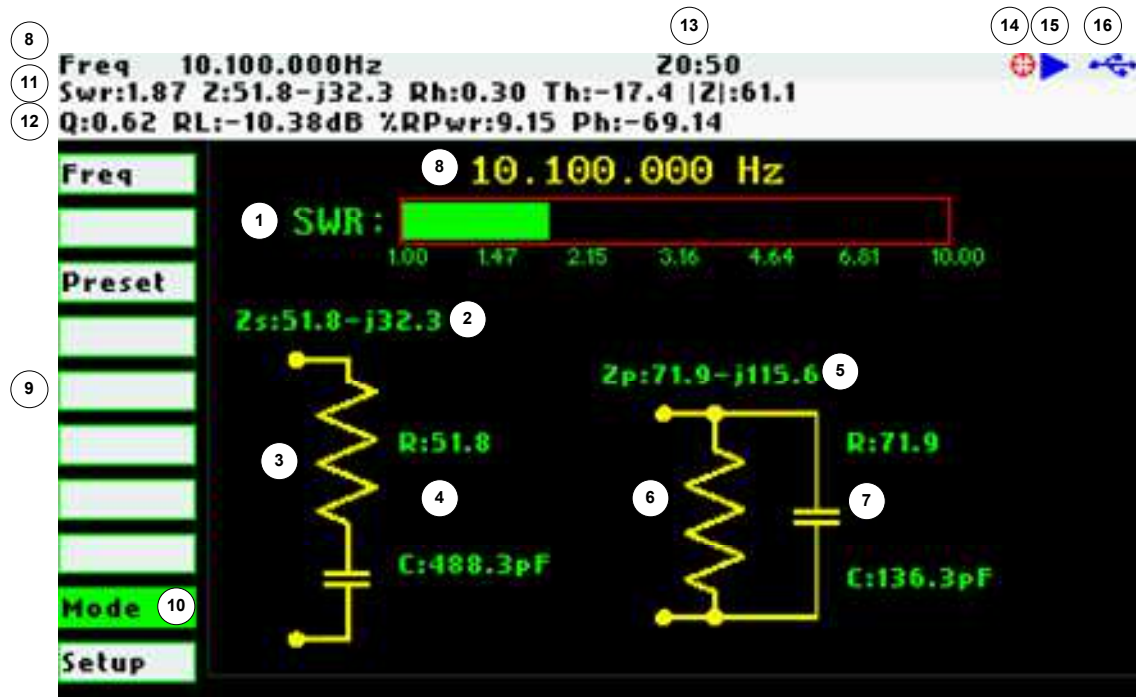 13 14 15 16
8
Freq 10.100.000Hz Z0:50
11
Swr:1.87 Z:51.8-j32.3 Rh:0.30 Th:-17.4 |Z|:61.1
12
Q:0.62 RL:-10.38dB %RPwr:9.15 Ph:-69.14
Freq
8 10.100.000 Hz
1 SWR:
1.00 1.47 2.15 3.16 4.64 6.81 10.00
Preset
Zs:51.8-j32.3 2
Zp:71.9-j115.6 5
9
R:51.8 R:71.9
3
4 6 7
C:488.3pF C:136.3pF
Mode 10
Setup